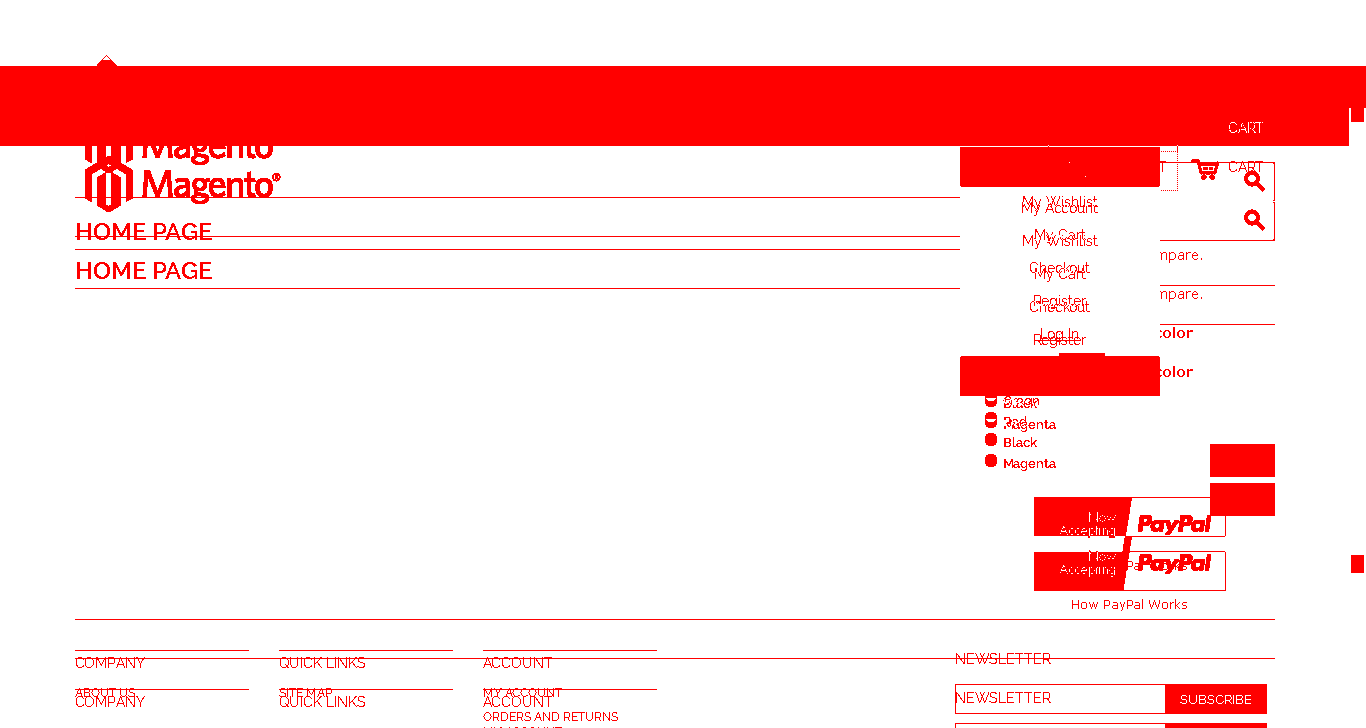 CART
Magento
Magento®
CART
My Wishlist
My Account
HOME PAGE
My Cart
My Wishlist
mpare.
HOME PAGE
Checkout
My Cart
mpare.
Register
Checkout
Log In
Register
color
color
Black
Magenta
Black
Magenta
Now Accepting PayPal
Now Accepting PayPal
How PayPal Works
COMPANY
QUICK LINKS
ACCOUNT
NEWSLETTER
ABOUT US
SITE MAP
MY ACCOUNT
COMPANY
QUICK LINKS
ACCOUNT
NEWSLETTER
SUBSCRIBE
ORDERS AND RETURNS